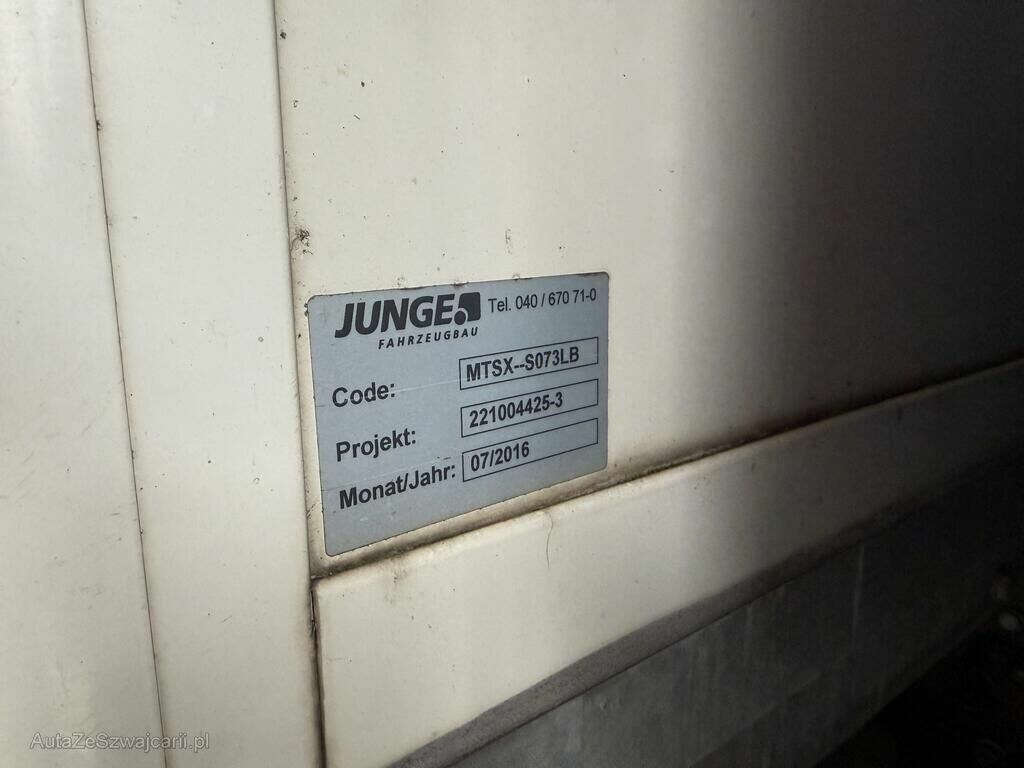 JUNGE Tel. 040 / 670 71-0
FAHRZEUGBAU
Code: MTSX--S073LB
Projekt: 221004425-3
Monat/Jahr: 07/2016
AutaZeSzwajcarii.pl